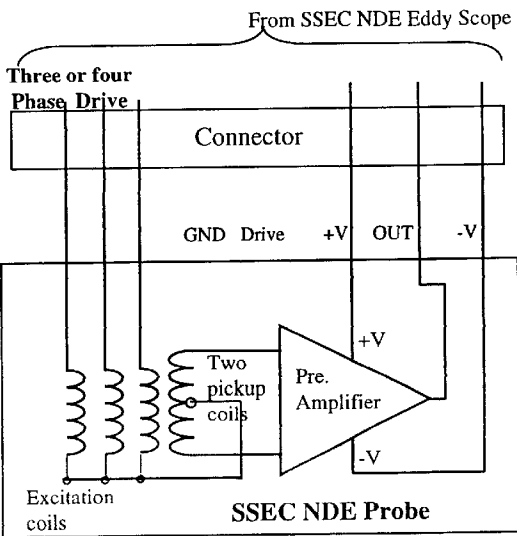 From SSEC NDE Eddy Scope
Three or four
Phase Drive
Connector
GND Drive +V OUT -V
+V
Two
pickup
coils
Pre.
Amplifier
-V
Excitation
coils
SSEC NDE Probe